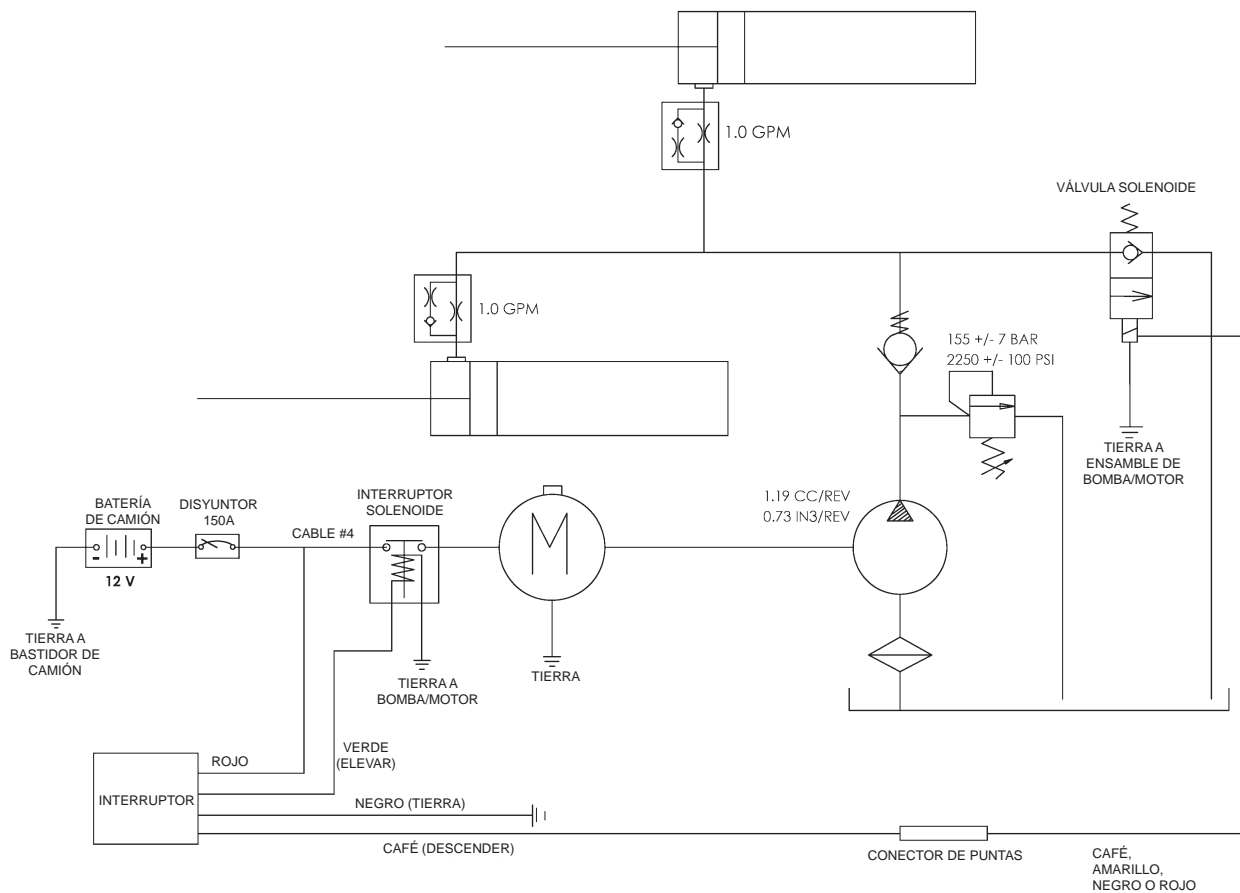 1.0 GPM
VÁLVULA SOLENOIDE
1.0 GPM
155 +/- 7 BAR
2250 +/- 100 PSI
TIERRA A
ENSAMBLE DE
BOMBA/MOTOR
1.19 CC/REV
0.73 IN3/REV
BATERÍA
DE CAMIÓN
DISYUNTOR
150A
CABLE #4
INTERRUPTOR
SOLENOIDE
- +
12 V
M
TIERRA A
BASTIDOR DE
CAMIÓN
TIERRA A
BOMBA/MOTOR
TIERRA
ROJO
VERDE
(ELEVAR)
INTERRUPTOR
NEGRO (TIERRA)
CAFÉ (DESCENDER)
CONECTOR DE PUNTAS
CAFÉ,
AMARILLO,
NEGRO O ROJO